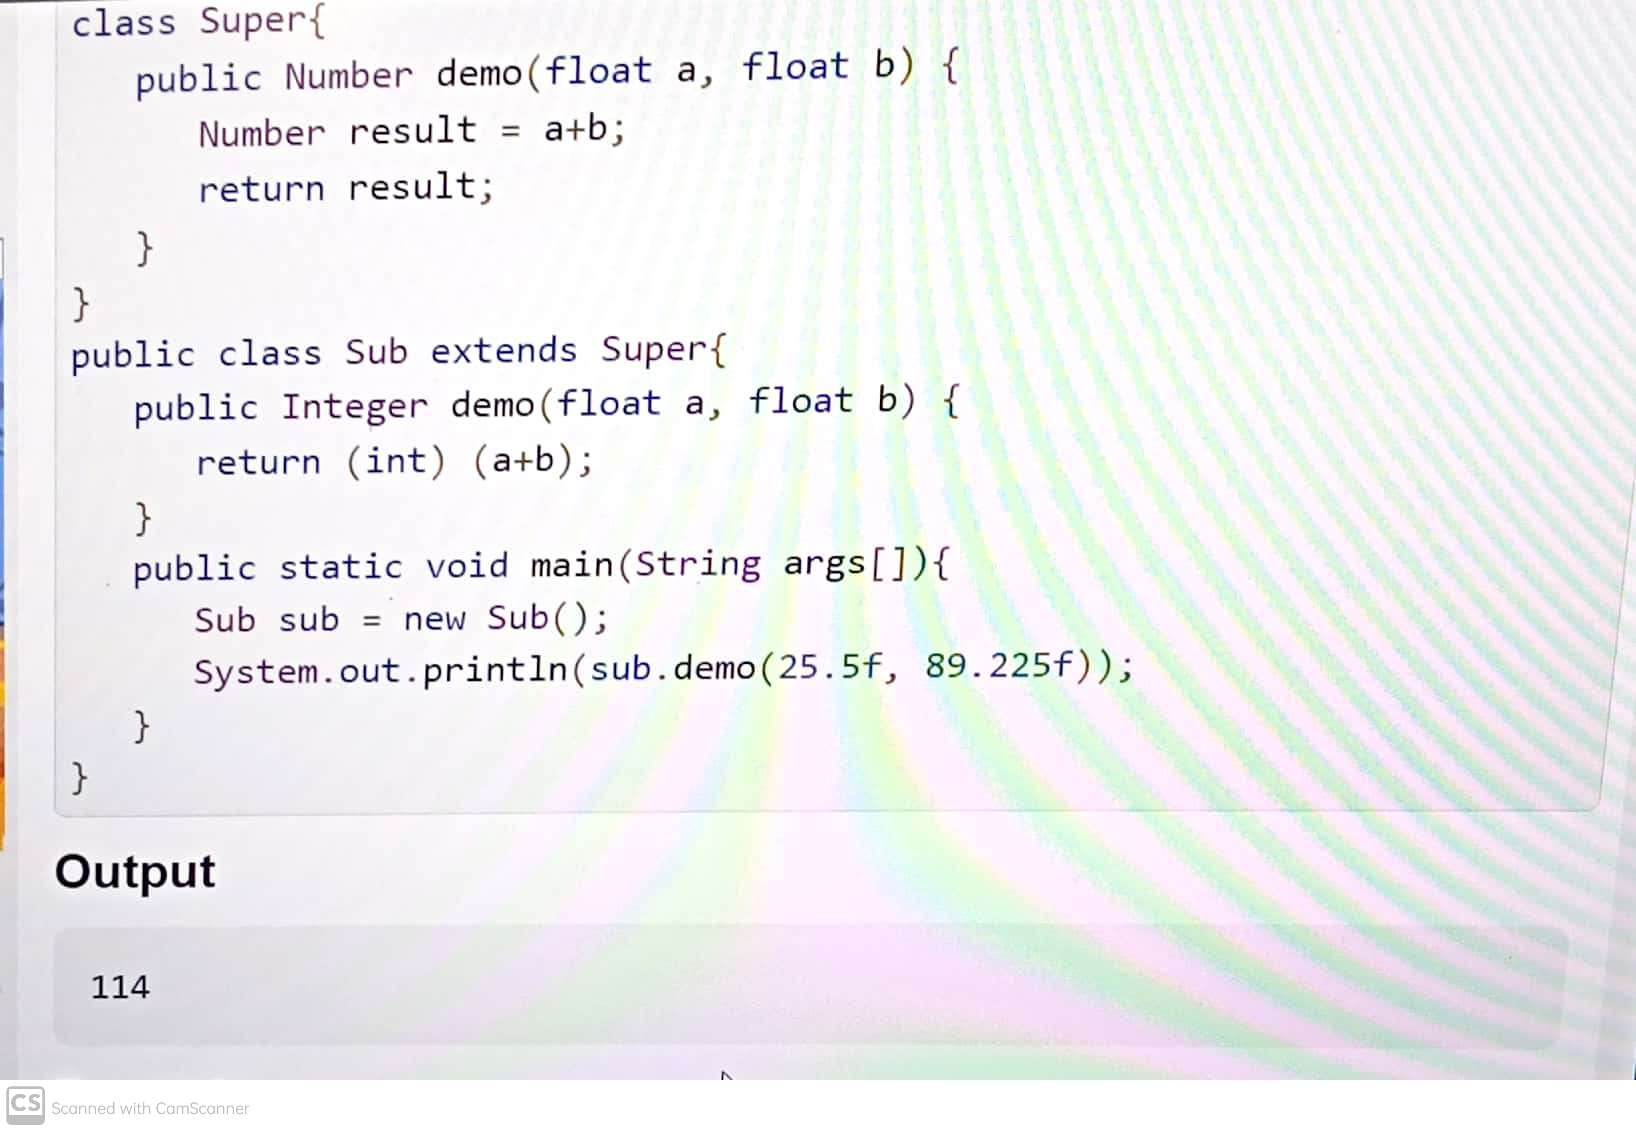 class Super{
public Number demo(float a, float b) {
Number result = a+b;
return result;
}
}
public class Sub extends Super{
public Integer demo(float a, float b) {
return (int) (a+b);
}
public static void main(String args[]){
Sub sub = new Sub();
System.out.println(sub.demo(25.5f, 89.225f));
}
}
Output
114
CS Scanned with CamScanner